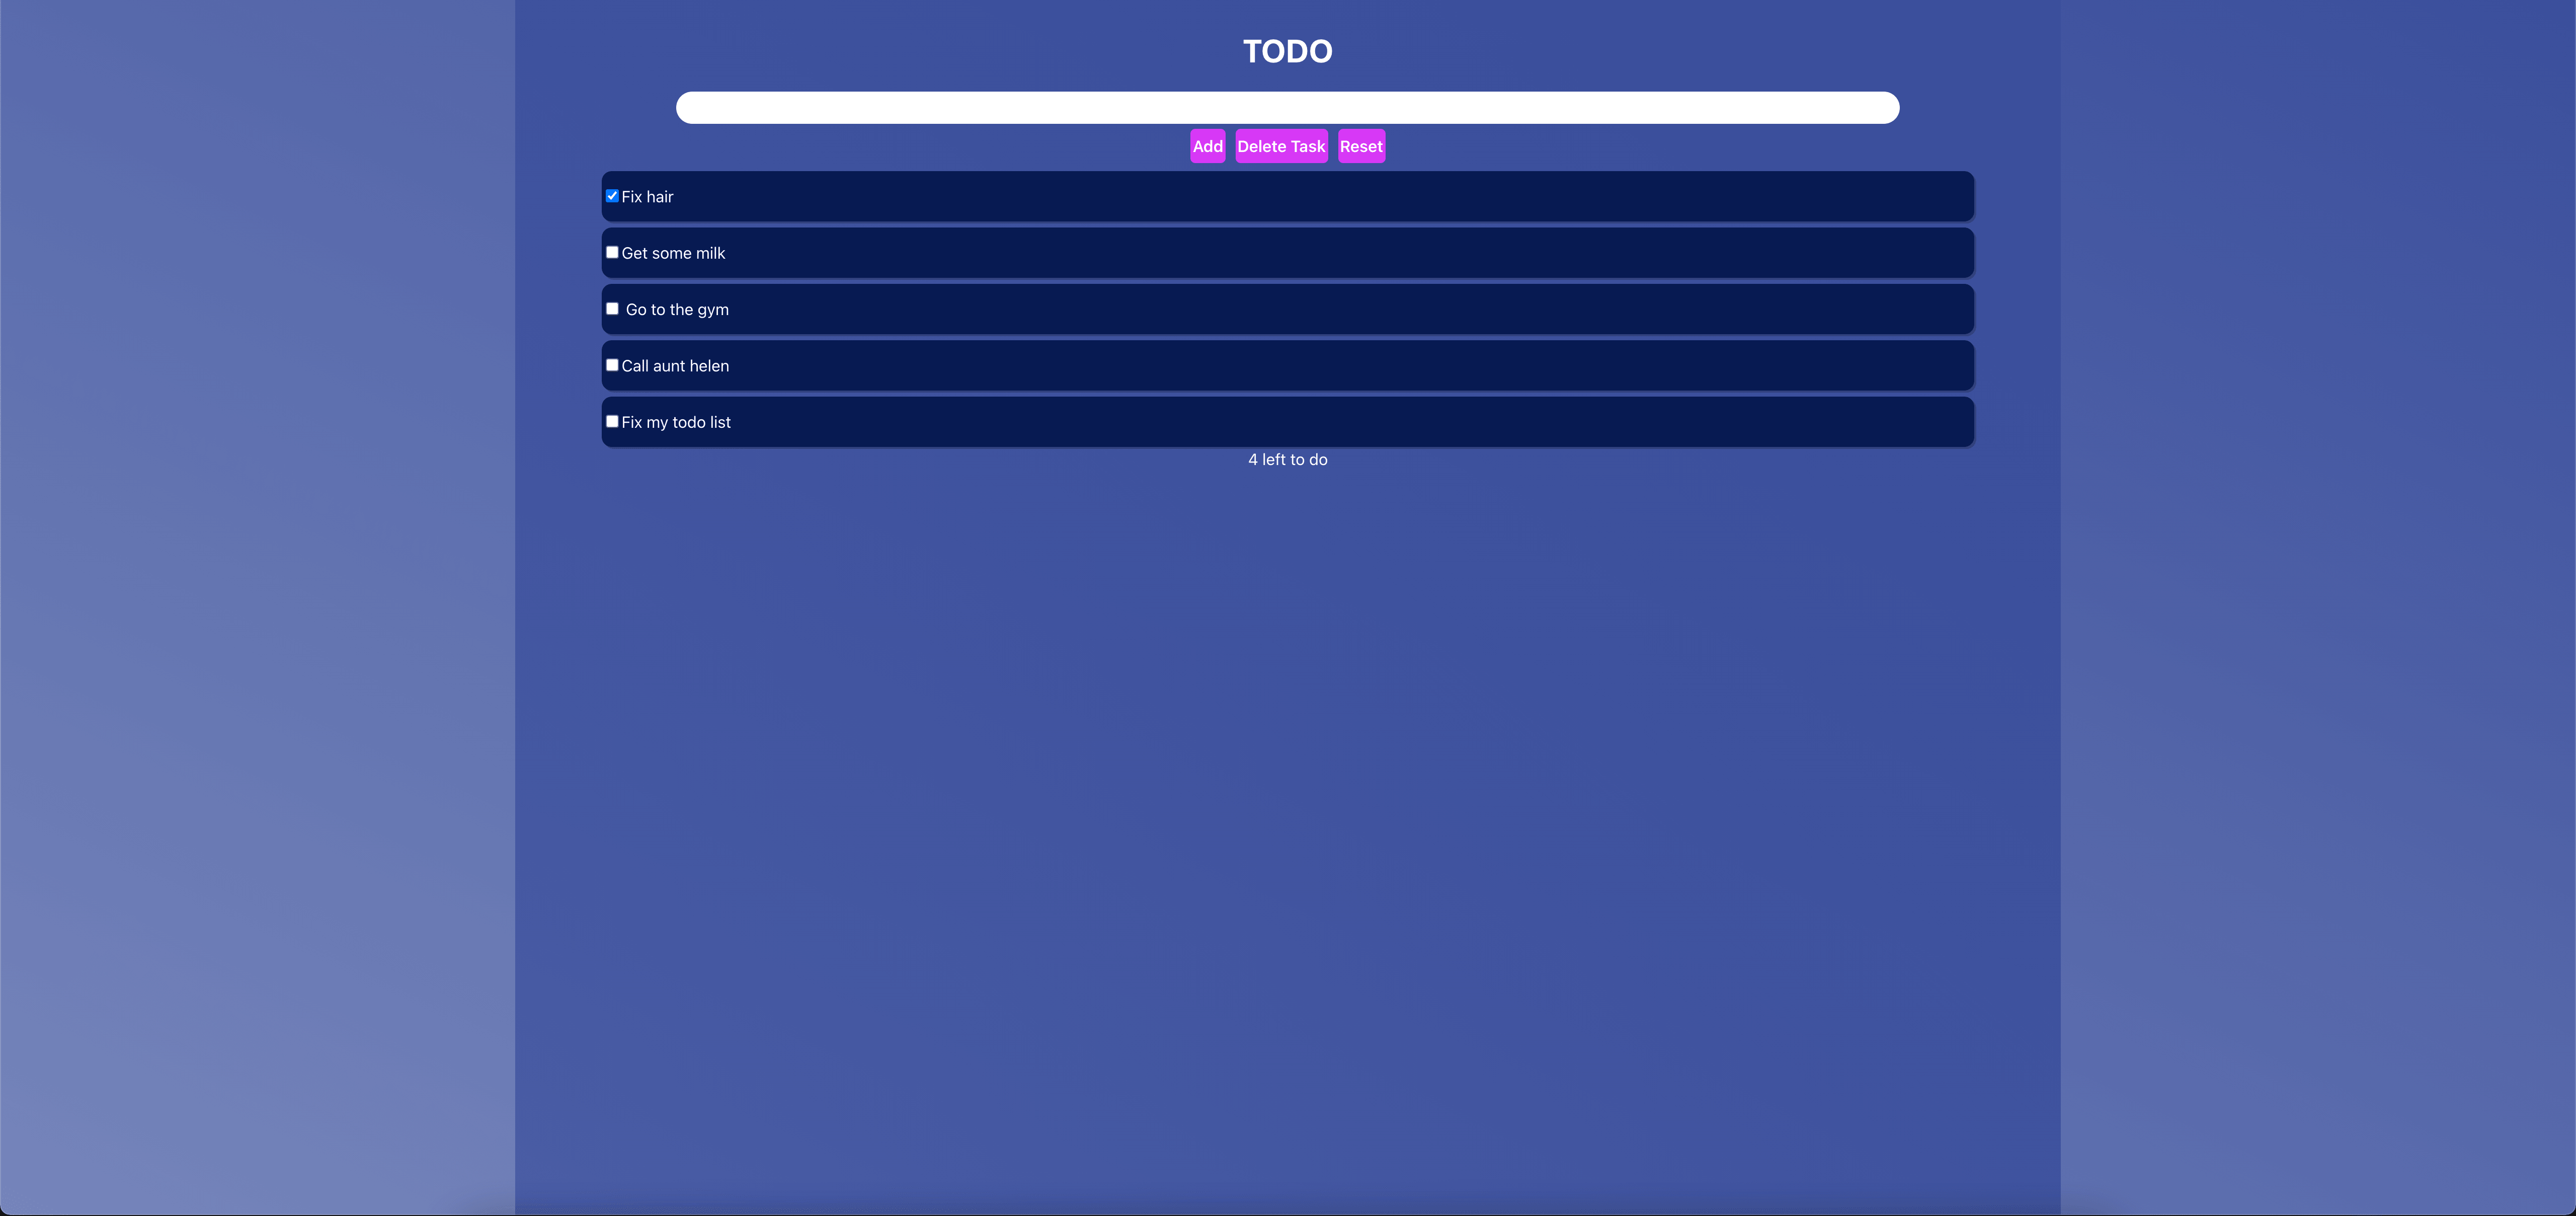 TODO
Add Delete Task Reset
Fix hair
Get some milk
Go to the gym
Call aunt helen
Fix my todo list
4 left to do